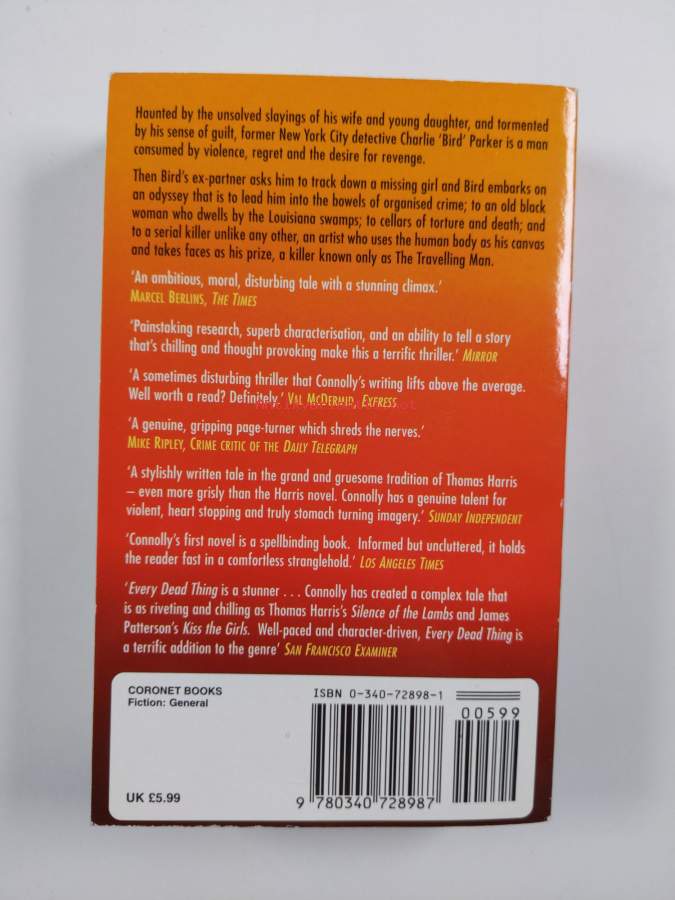 Haunted by the unsolved slayings of his wife and young daughter, and tormented
by his sense of guilt, former New York City detective Charlie 'Bird' Parker is a man
consumed by violence, regret and the desire for revenge.
Then Bird's ex-partner asks him to track down a missing girl and Bird embarks on
an odyssey that is to lead him into the bowels of organised crime; to an old black
woman who dwells by the Louisiana swamps; to cellars of torture and death; and
to a serial killer unlike any other, an artist who uses the human body as his canvas
and takes faces as his prize, a killer known only as The Travelling Man.
'An ambitious, moral, disturbing tale with a stunning climax.'
MARCEL BERLINS, THE TIMES
'Painstaking research, superb characterisation, and an ability to tell a story
that's chilling and thought provoking make this a terrific thriller.' MIRROR
'A sometimes disturbing thriller that Connolly's writing lifts above the average.
Well worth a read? Definitely.' VAL MCDERMID, EXPRESS
'A genuine, gripping page-turner which shreds the nerves.'
MIKE RIPLEY, CRIME CRITIC OF THE DAILY TELEGRAPH
'A stylishly written tale in the grand and gruesome tradition of Thomas Harris
– even more grisly than the Harris novel. Connolly has a genuine talent for
violent, heart stopping and truly stomach turning imagery.' SUNDAY INDEPENDENT
'Connolly's first novel is a spellbinding book. Informed but uncluttered, it holds
the reader fast in a comfortless stranglehold.' LOS ANGELES TIMES
'Every Dead Thing is a stunner . . . Connolly has created a complex tale that
is as riveting and chilling as Thomas Harris's Silence of the Lambs and James
Patterson's Kiss the Girls. Well-paced and character-driven, Every Dead Thing is
a terrific addition to the genre' SAN FRANCISCO EXAMINER
CORONET BOOKS
Fiction: General
UK £5.99
ISBN 0-340-72898-1
00599
9 780340 728987